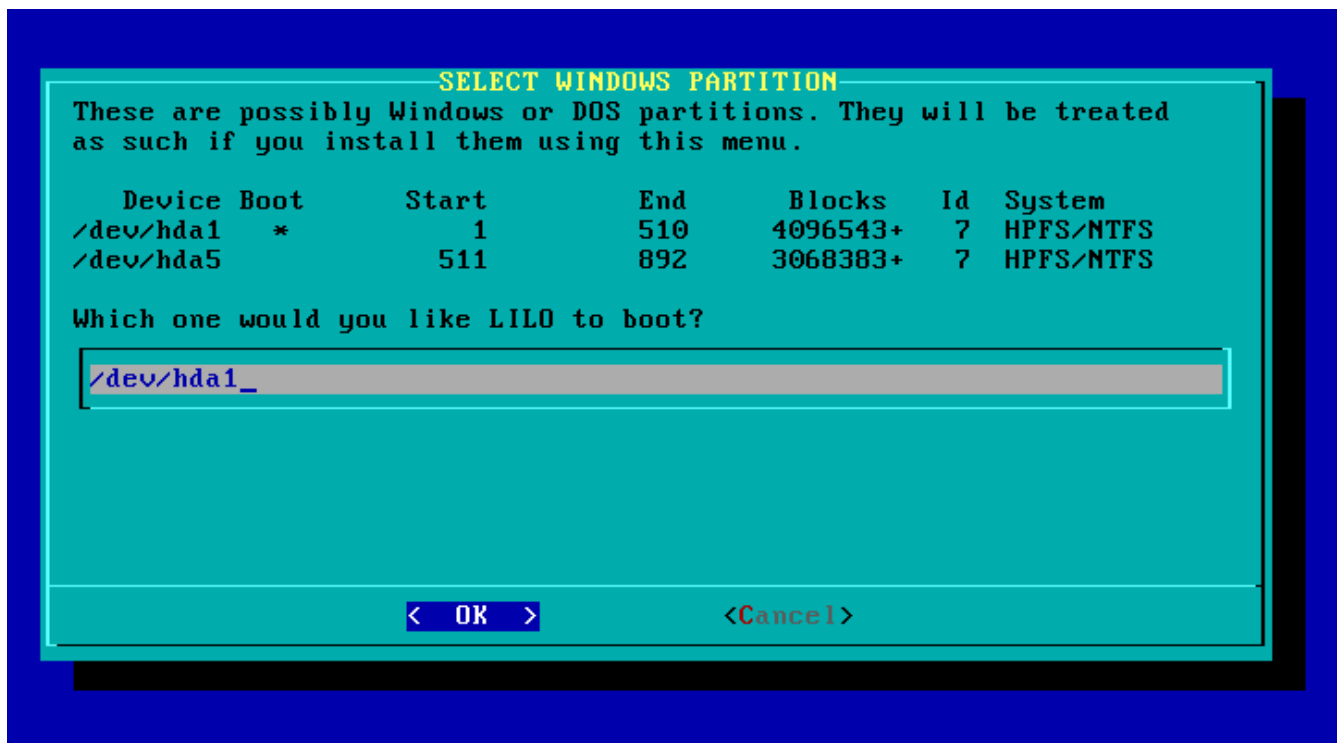 SELECT WINDOWS PARTITION
These are possibly Windows or DOS partitions. They will be treated
as such if you install them using this menu.
Device Boot Start End Blocks Id System
/dev/hda1 * 1 510 4096543+ 7 HPFS/NTFS
/dev/hda5 511 892 3068383+ 7 HPFS/NTFS
Which one would you like LILO to boot?
/dev/hda1_
< OK > <Cancel>